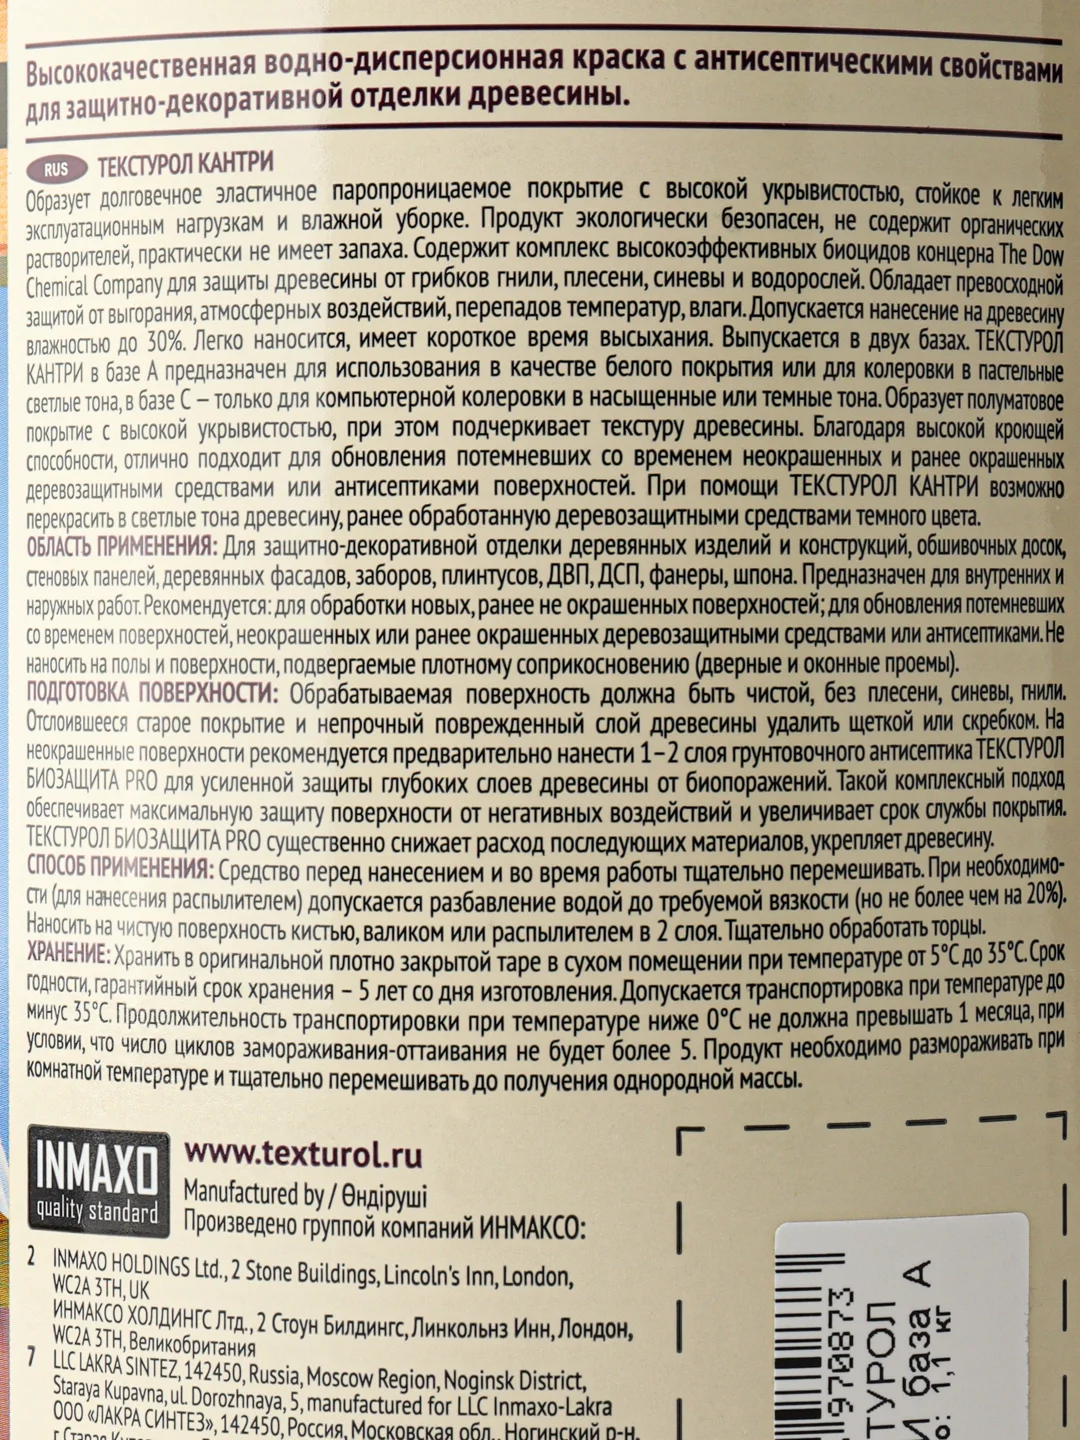 Высококачественная водно-дисперсионная краска с антисептическими свойствами
для защитно-декоративной отделки древесины.
RUS ТЕКСТУРОЛ КАНТРИ
Образует долговечное эластичное паропроницаемое покрытие с высокой укрывистостью, стойкое к легким
эксплуатационным нагрузкам и влажной уборке. Продукт экологически безопасен, не содержит органических
растворителей, практически не имеет запаха. Содержит комплекс высокоэффективных биоцидов концерна The Dow
Chemical Company для защиты древесины от грибков гнили, плесени, синевы и водорослей. Обладает превосходной
защитой от выгорания, атмосферных воздействий, перепадов температур, влаги. Допускается нанесение на древесину
влажностью до 30%. Легко наносится, имеет короткое время высыхания. Выпускается в двух базах. ТЕКСТУРОЛ
КАНТРИ в базе А предназначен для использования в качестве белого покрытия или для колеровки в пастельные
светлые тона, в базе С – только для компьютерной колеровки в насыщенные или темные тона. Образует полуматовое
покрытие с высокой укрывистостью, при этом подчеркивает текстуру древесины. Благодаря высокой кроющей
способности, отлично подходит для обновления потемневших со временем неокрашенных и ранее окрашенных
деревозащитными средствами или антисептиками поверхностей. При помощи ТЕКСТУРОЛ КАНТРИ возможно
перекрасить в светлые тона древесину, ранее обработанную деревозащитными средствами темного цвета.
ОБЛАСТЬ ПРИМЕНЕНИЯ: Для защитно-декоративной отделки деревянных изделий и конструкций, обшивочных досок,
стеновых панелей, деревянных фасадов, заборов, плинтусов, ДВП, ДСП, фанеры, шпона. Предназначен для внутренних и
наружных работ. Рекомендуется: для обработки новых, ранее не окрашенных поверхностей; для обновления потемневших
со временем поверхностей, неокрашенных или ранее окрашенных деревозащитными средствами или антисептиками. Не
наносить на полы и поверхности, подвергаемые плотному соприкосновению (дверные и оконные проемы).
ПОДГОТОВКА ПОВЕРХНОСТИ: Обрабатываемая поверхность должна быть чистой, без плесени, синевы, гнили.
Отслоившееся старое покрытие и непрочный поврежденный слой древесины удалить щеткой или скребком. На
неокрашенные поверхности рекомендуется предварительно нанести 1–2 слоя грунтовочного антисептика ТЕКСТУРОЛ
БИОЗАЩИТА PRO для усиленной защиты глубоких слоев древесины от биопоражений. Такой комплексный подход
обеспечивает максимальную защиту поверхности от негативных воздействий и увеличивает срок службы покрытия.
ТЕКСТУРОЛ БИОЗАЩИТА PRO существенно снижает расход последующих материалов, укрепляет древесину.
СПОСОБ ПРИМЕНЕНИЯ: Средство перед нанесением и во время работы тщательно перемешивать. При необходимо-
сти (для нанесения распылителем) допускается разбавление водой до требуемой вязкости (но не более чем на 20%).
Наносить на чистую поверхность кистью, валиком или распылителем в 2 слоя. Тщательно обработать торцы.
ХРАНЕНИЕ: Хранить в оригинальной плотно закрытой таре в сухом помещении при температуре от 5°С до 35°С. Срок
годности, гарантийный срок хранения – 5 лет со дня изготовления. Допускается транспортировка при температуре до
минус 35°С. Продолжительность транспортировки при температуре ниже 0°С не должна превышать 1 месяца, при
условии, что число циклов замораживания-оттаивания не будет более 5. Продукт необходимо размораживать при
комнатной температуре и тщательно перемешивать до получения однородной массы.
INMAXO
quality standard
www.texturol.ru
Manufactured by / Өндіруші
Произведено группой компаний ИНМАКСО:
2 INMAXO HOLDINGS Ltd., 2 Stone Buildings, Lincoln's Inn, London,
WC2A 3TH, UK
ИНМАКСО ХОЛДИНГС Лтд., 2 Стоун Билдингс, Линкольнз Инн, Лондон,
WC2A 3TH, Великобритания
7 LLC LAKRA SINTEZ, 142450, Russia, Moscow Region, Noginsk District,
Staraya Kupavna, ul. Dorozhnaya, 5, manufactured for LLC Inmaxo-Lakra
ООО «ЛАКРА СИНТЕЗ», 142450, Россия, Московская обл., Ногинский р-н,
970873
ТУРОЛ
И база А
о: 1,1 кг